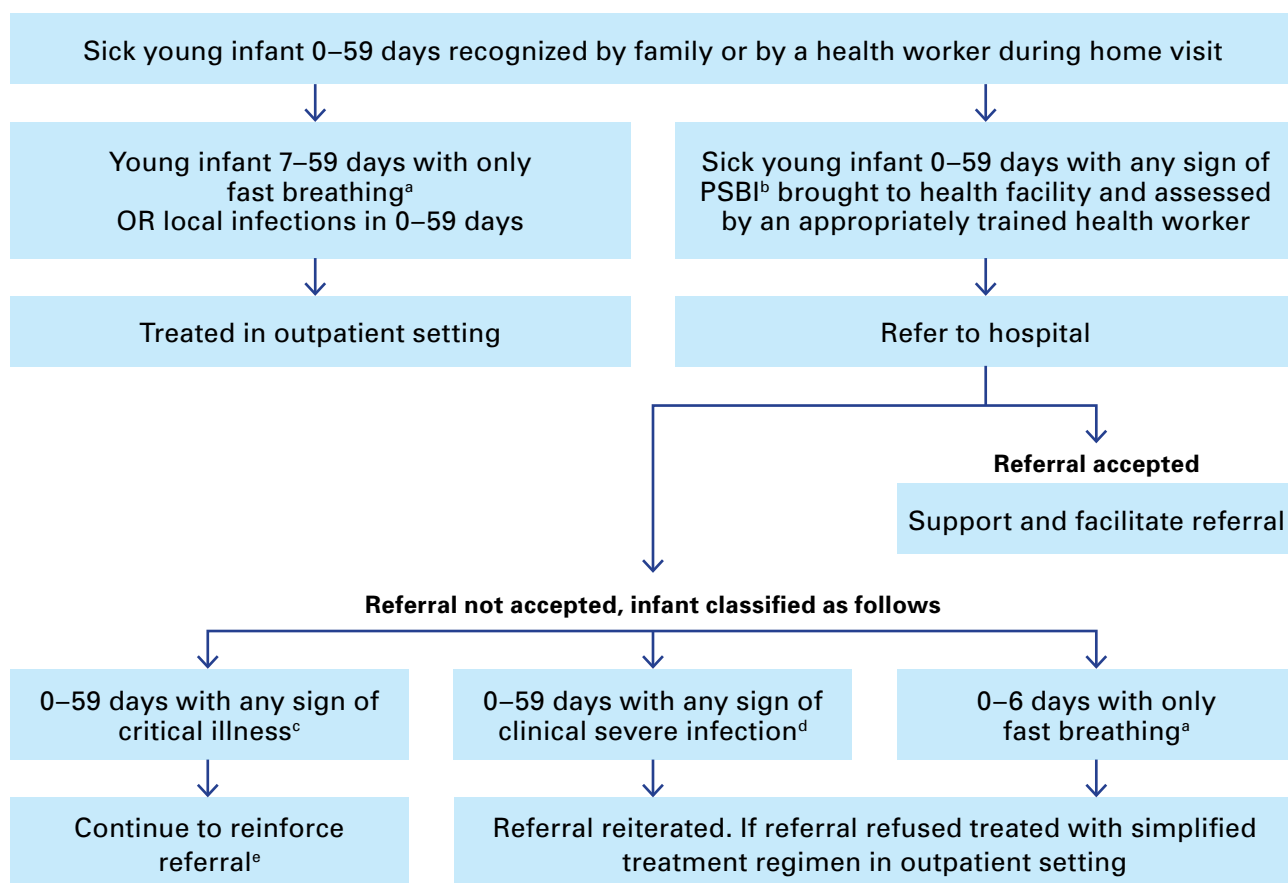 Sick young infant 0–59 days recognized by family or by a health worker during home visit
Young infant 7–59 days with only
fast breathingᵃ
OR local infections in 0–59 days
Sick young infant 0–59 days with any sign of
PSBIᵇ brought to health facility and assessed
by an appropriately trained health worker
Treated in outpatient setting
Refer to hospital
Referral accepted
Support and facilitate referral
Referral not accepted, infant classified as follows
0–59 days with any sign of
critical illnessᶜ
0–59 days with any sign of
clinical severe infectionᵈ
0–6 days with only
fast breathingᵃ
Continue to reinforce
referralᵉ
Referral reiterated. If referral refused treated with simplified
treatment regimen in outpatient setting